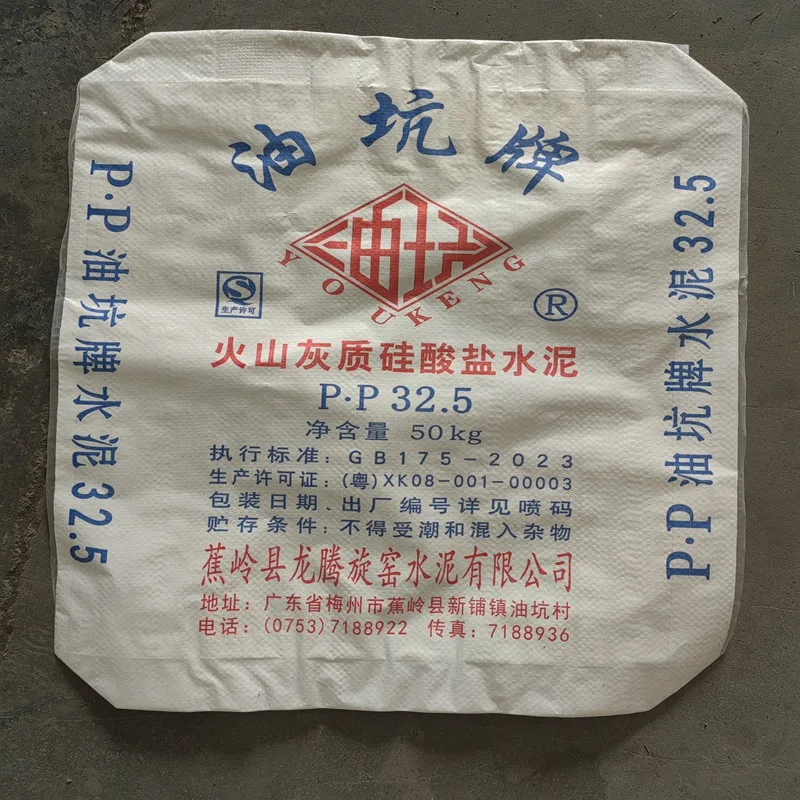 油坑牌
油坑
YOUKENG
®
生产许可
火山灰质硅酸盐水泥
P·P 32.5
净含量 50kg
执行标准：GB175-2023
生产许可证：(粤)XK08-001-00003
包装日期、出厂编号详见喷码
贮存条件：不得受潮和混入杂物
蕉岭县龙腾旋窑水泥有限公司
地址：广东省梅州市蕉岭县新铺镇油坑村
电话：(0753)7188922 传真：7188936
P·P油坑牌水泥32.5
P·P油坑牌水泥32.5